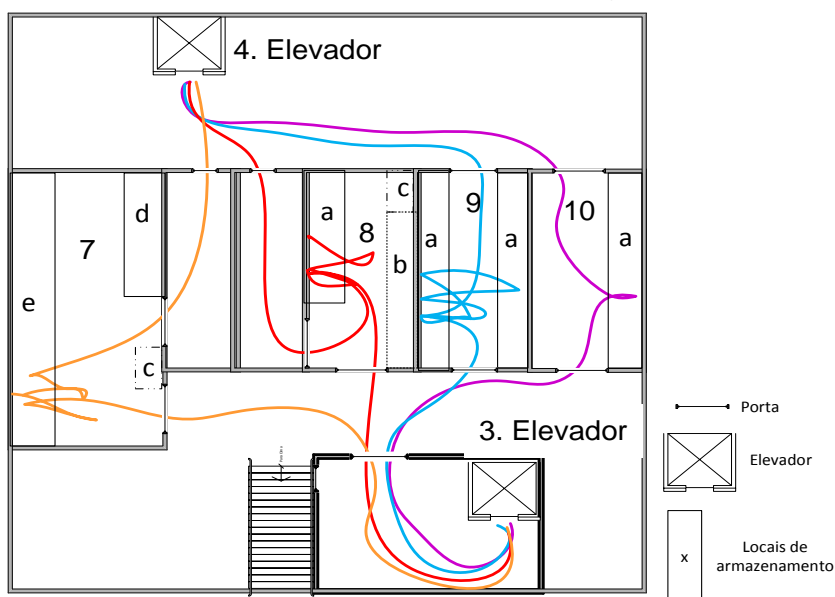 4. Elevador
d
7
e
c
a
8
c
b
9
a
a
10
a
3. Elevador
Porta
Elevador
x
Locais de
armazenamento